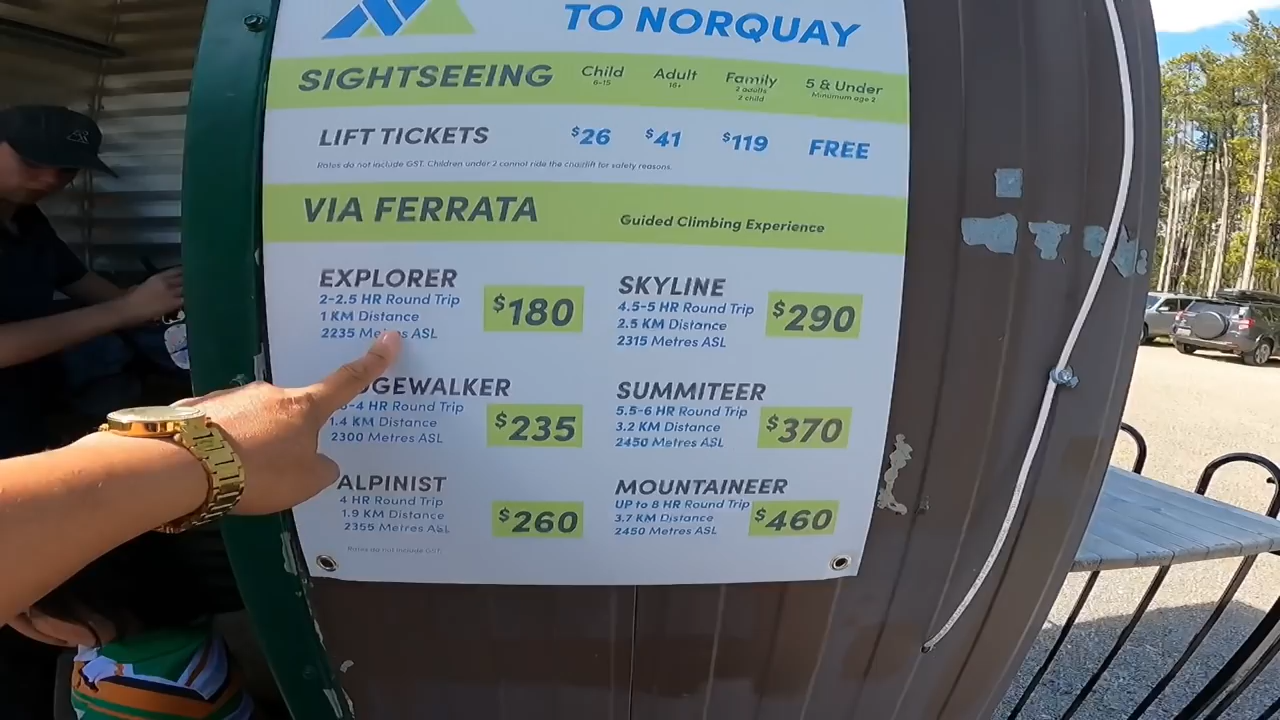 TO NORQUAY
SIGHTSEEING
Child
6-15
Adult
16+
Family
2 adults
2 child
5 & Under
Minimum age 2
LIFT TICKETS
$26
$41
$119
FREE
Rates do not include GST. Children under 2 cannot ride the chairlift for safety reasons.
VIA FERRATA
Guided Climbing Experience
EXPLORER
2-2.5 HR Round Trip
1 KM Distance
2235 Metres ASL
$180
SKYLINE
4.5-5 HR Round Trip
2.5 KM Distance
2315 Metres ASL
$290
DGEWALKER
-4 HR Round Trip
1.4 KM Distance
2300 Metres ASL
$235
SUMMITEER
5.5-6 HR Round Trip
3.2 KM Distance
2450 Metres ASL
$370
ALPINIST
4 HR Round Trip
1.9 KM Distance
2355 Metres ASL
$260
MOUNTAINEER
UP to 8 HR Round Trip
3.7 KM Distance
2450 Metres ASL
$460
Rates do not include GST.